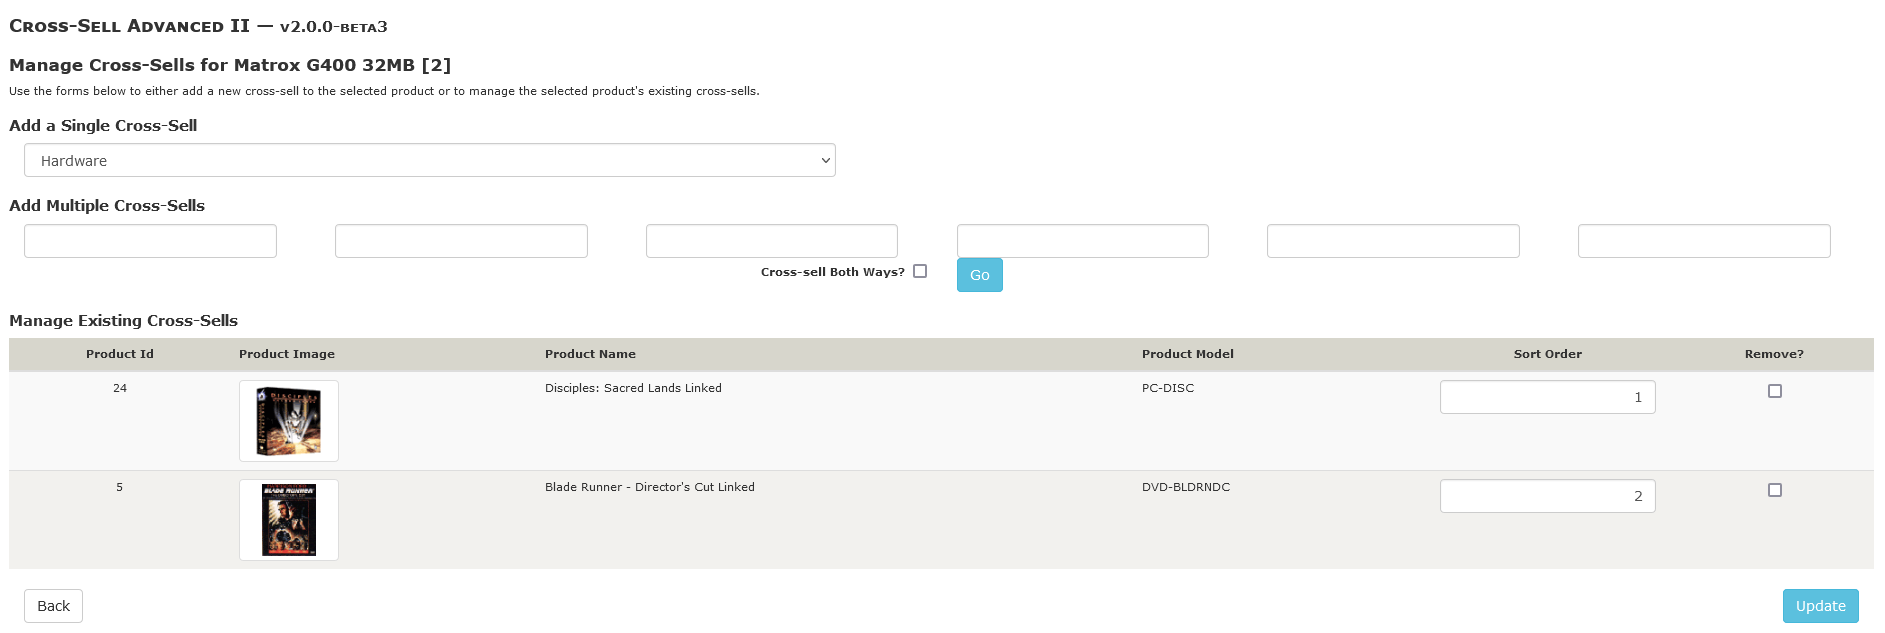 Cross-Sell Advanced II — v2.0.0-beta3
Manage Cross-Sells for Matrox G400 32MB [2]
Use the forms below to either add a new cross-sell to the selected product or to manage the selected product's existing cross-sells.
Add a Single Cross-Sell
Hardware
Add Multiple Cross-Sells
Cross-sell Both Ways? Go
Manage Existing Cross-Sells
Product Id Product Image Product Name Product Model Sort Order Remove?
24 Disciples: Sacred Lands Linked PC-DISC 1
DISCIPLES
5 Blade Runner - Director's Cut Linked DVD-BLDRNDC 2
BLADE RUNNER
Back Update